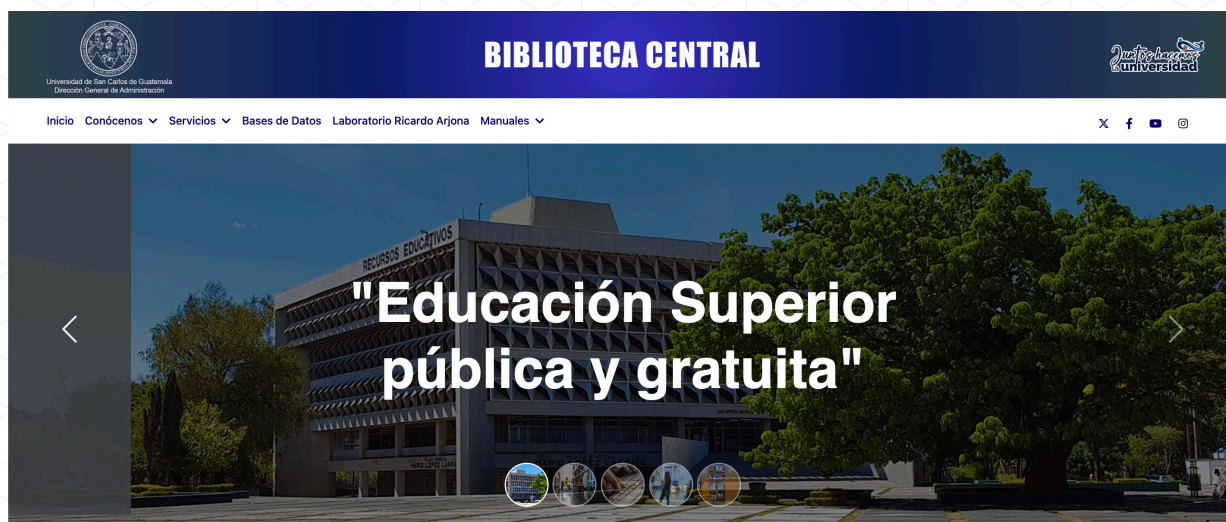 Universidad de San Carlos de Guatemala
Dirección General de Administración
BIBLIOTECA CENTRAL
Juntos hacemos
universidad
Inicio Conócenos Servicios Bases de Datos Laboratorio Ricardo Arjona Manuales
RECURSOS EDUCATIVOS
"Educación Superior
pública y gratuita"